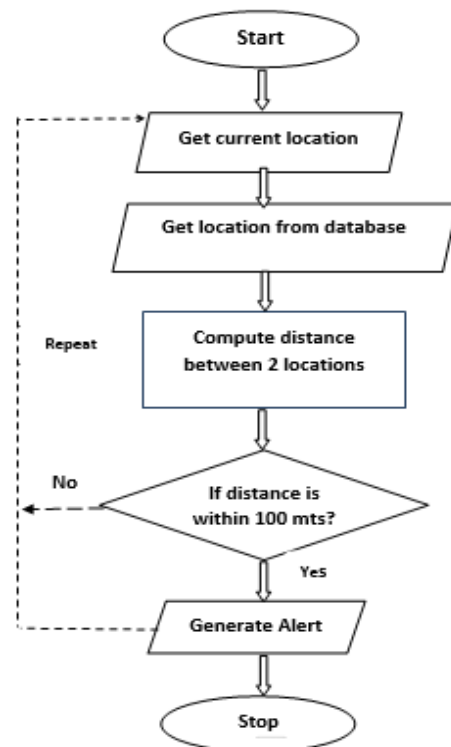 Start
Get current location
Get location from database
Compute distance
between 2 locations
Repeat
No
If distance is
within 100 mts?
Yes
Generate Alert
Stop